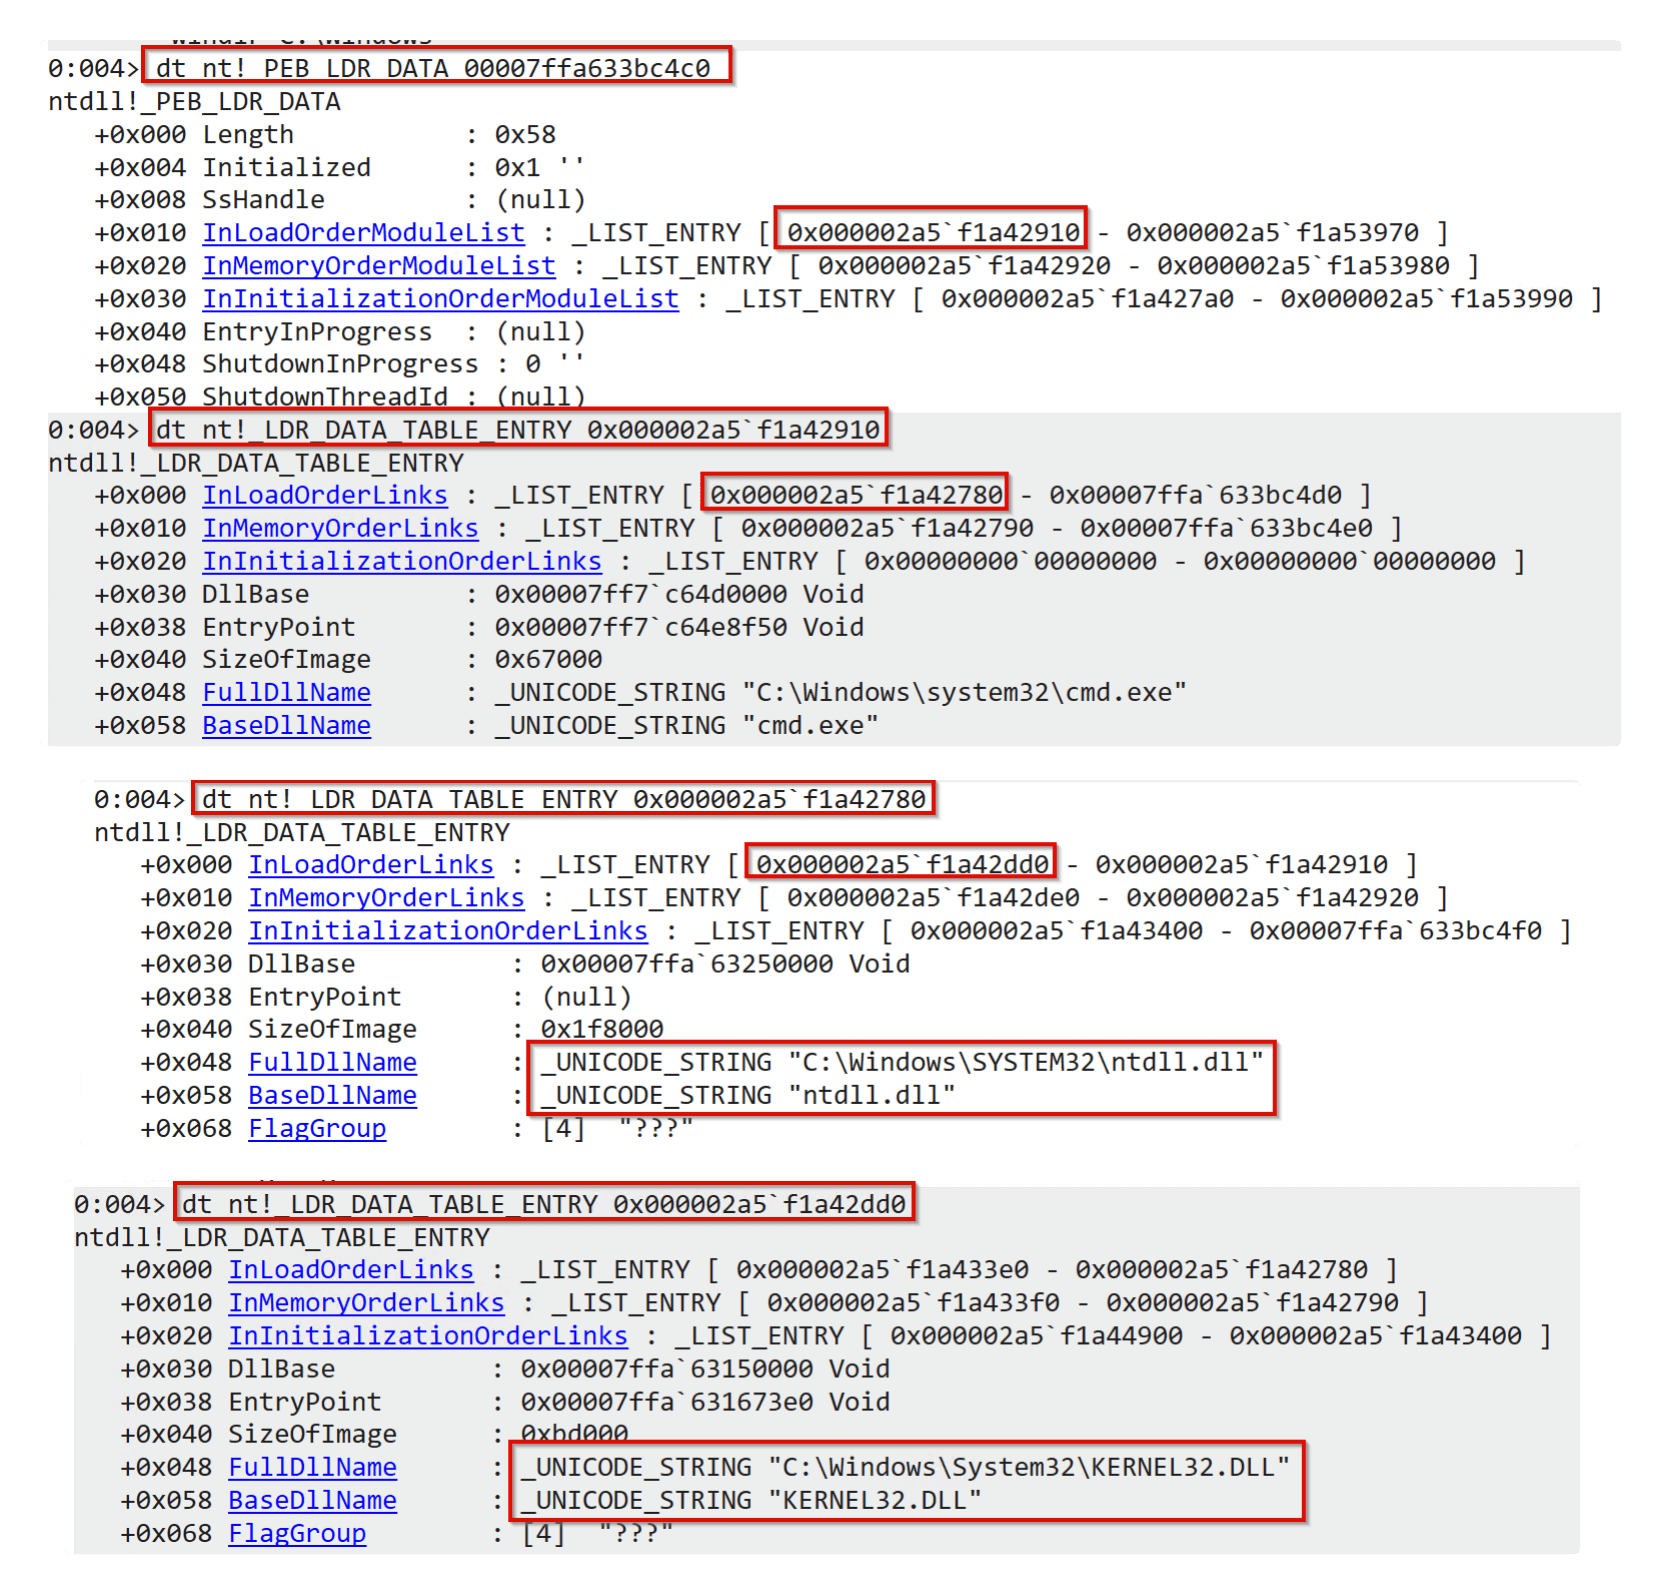 0:004> dt nt!_PEB_LDR_DATA 00007ffa633bc4c0
ntdll!_PEB_LDR_DATA
+0x000 Length : 0x58
+0x004 Initialized : 0x1 ''
+0x008 SsHandle : (null)
+0x010 InLoadOrderModuleList : _LIST_ENTRY [ 0x000002a5`f1a42910 - 0x000002a5`f1a53970 ]
+0x020 InMemoryOrderModuleList : _LIST_ENTRY [ 0x000002a5`f1a42920 - 0x000002a5`f1a53980 ]
+0x030 InInitializationOrderModuleList : _LIST_ENTRY [ 0x000002a5`f1a427a0 - 0x000002a5`f1a53990 ]
+0x040 EntryInProgress : (null)
+0x048 ShutdownInProgress : 0 ''
+0x050 ShutdownThreadId : (null)
0:004> dt nt!_LDR_DATA_TABLE_ENTRY 0x000002a5`f1a42910
ntdll!_LDR_DATA_TABLE_ENTRY
+0x000 InLoadOrderLinks : _LIST_ENTRY [ 0x000002a5`f1a42780 - 0x00007ffa`633bc4d0 ]
+0x010 InMemoryOrderLinks : _LIST_ENTRY [ 0x000002a5`f1a42790 - 0x00007ffa`633bc4e0 ]
+0x020 InInitializationOrderLinks : _LIST_ENTRY [ 0x00000000`00000000 - 0x00000000`00000000 ]
+0x030 DllBase : 0x00007ff7`c64d0000 Void
+0x038 EntryPoint : 0x00007ff7`c64e8f50 Void
+0x040 SizeOfImage : 0x67000
+0x048 FullDllName : _UNICODE_STRING "C:\Windows\system32\cmd.exe"
+0x058 BaseDllName : _UNICODE_STRING "cmd.exe"
0:004> dt nt!_LDR_DATA_TABLE_ENTRY 0x000002a5`f1a42780
ntdll!_LDR_DATA_TABLE_ENTRY
+0x000 InLoadOrderLinks : _LIST_ENTRY [ 0x000002a5`f1a42dd0 - 0x000002a5`f1a42910 ]
+0x010 InMemoryOrderLinks : _LIST_ENTRY [ 0x000002a5`f1a42de0 - 0x000002a5`f1a42920 ]
+0x020 InInitializationOrderLinks : _LIST_ENTRY [ 0x000002a5`f1a43400 - 0x00007ffa`633bc4f0 ]
+0x030 DllBase : 0x00007ffa`63250000 Void
+0x038 EntryPoint : (null)
+0x040 SizeOfImage : 0x1f8000
+0x048 FullDllName : _UNICODE_STRING "C:\Windows\SYSTEM32\ntdll.dll"
+0x058 BaseDllName : _UNICODE_STRING "ntdll.dll"
+0x068 FlagGroup : [4] "???"
0:004> dt nt!_LDR_DATA_TABLE_ENTRY 0x000002a5`f1a42dd0
ntdll!_LDR_DATA_TABLE_ENTRY
+0x000 InLoadOrderLinks : _LIST_ENTRY [ 0x000002a5`f1a433e0 - 0x000002a5`f1a42780 ]
+0x010 InMemoryOrderLinks : _LIST_ENTRY [ 0x000002a5`f1a433f0 - 0x000002a5`f1a42790 ]
+0x020 InInitializationOrderLinks : _LIST_ENTRY [ 0x000002a5`f1a44900 - 0x000002a5`f1a43400 ]
+0x030 DllBase : 0x00007ffa`63150000 Void
+0x038 EntryPoint : 0x00007ffa`631673e0 Void
+0x040 SizeOfImage : 0xbd000
+0x048 FullDllName : _UNICODE_STRING "C:\Windows\System32\KERNEL32.DLL"
+0x058 BaseDllName : _UNICODE_STRING "KERNEL32.DLL"
+0x068 FlagGroup : [4] "???"